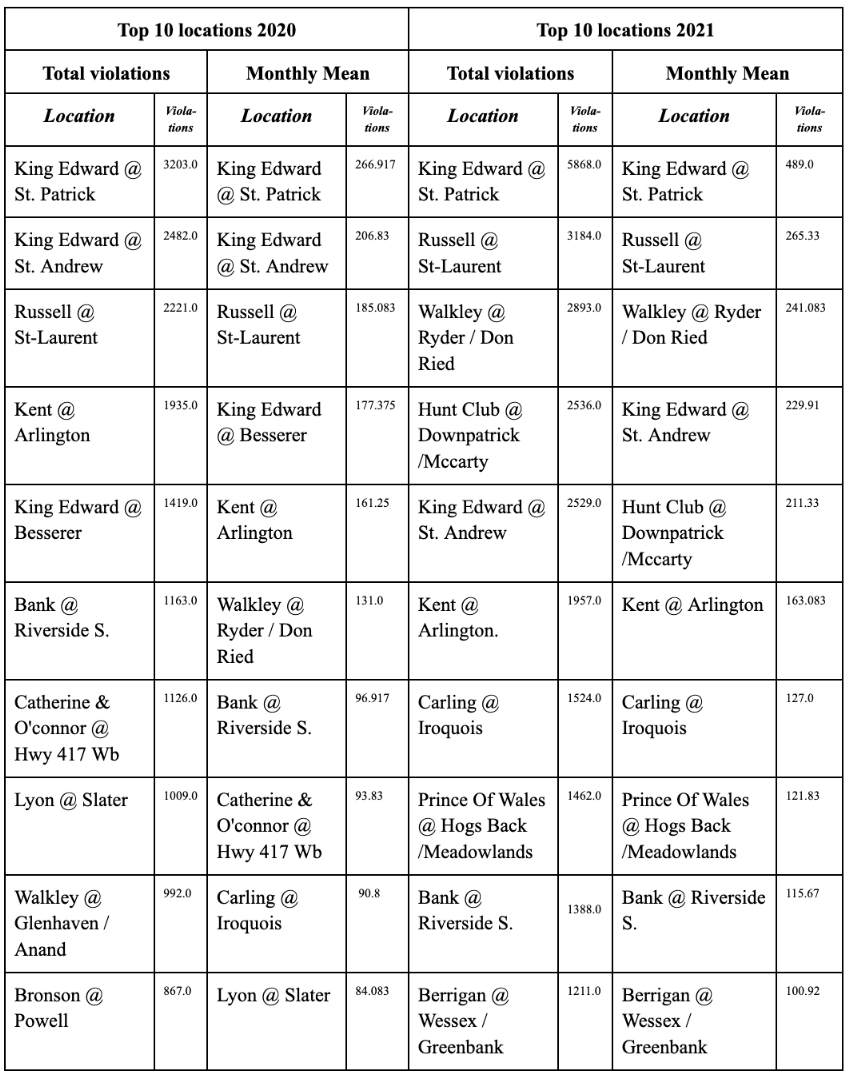 Top 10 locations 2020 Top 10 locations 2021
Total violations Monthly Mean Total violations Monthly Mean
Location Viola- Location Viola- Location Viola- Location Viola-
tions tions tions tions
King Edward @ 3203.0 King Edward 266.917 King Edward @ 5868.0 King Edward @ 489.0
St. Patrick @ St. Patrick St. Patrick St. Patrick
King Edward @ 2482.0 King Edward 206.83 Russell @ 3184.0 Russell @ 265.33
St. Andrew @ St. Andrew St-Laurent St-Laurent
Russell @ 2221.0 Russell @ 185.083 Walkley @ 2893.0 Walkley @ Ryder 241.083
St-Laurent St-Laurent Ryder / Don / Don Ried
Ried
Kent @ 1935.0 King Edward 177.375 Hunt Club @ 2536.0 King Edward @ 229.91
Arlington @ Besserer Downpatrick St. Andrew
/Mccarty
King Edward @ 1419.0 Kent @ 161.25 King Edward @ 2529.0 Hunt Club @ 211.33
Besserer Arlington St. Andrew Downpatrick
/Mccarty
Bank @ 1163.0 Walkley @ 131.0 Kent @ 1957.0 Kent @ Arlington 163.083
Riverside S. Ryder / Don Arlington.
Ried
Catherine & 1126.0 Bank @ 96.917 Carling @ 1524.0 Carling @ 127.0
O'connor @ Riverside S. Iroquois Iroquois
Hwy 417 Wb
Lyon @ Slater 1009.0 Catherine & 93.83 Prince Of Wales 1462.0 Prince Of Wales 121.83
O'connor @ @ Hogs Back @ Hogs Back
Hwy 417 Wb /Meadowlands /Meadowlands
Walkley @ 992.0 Carling @ 90.8 Bank @ 1388.0 Bank @ Riverside 115.67
Glenhaven / Iroquois Riverside S. S.
Anand
Bronson @ 867.0 Lyon @ Slater 84.083 Berrigan @ 1211.0 Berrigan @ 100.92
Powell Wessex / Wessex /
Greenbank Greenbank